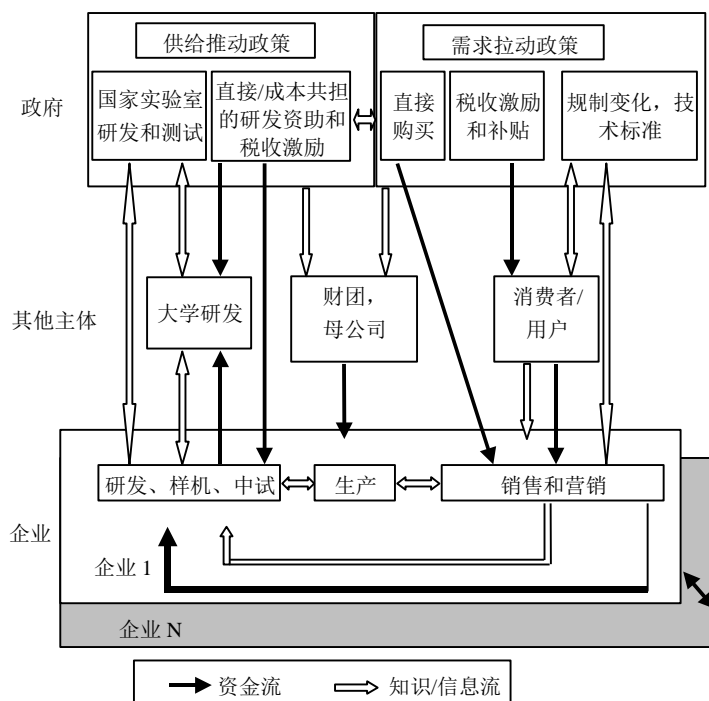 供给推动政策
需求拉动政策
政府
国家实验室
研发和测试
直接/成本共担
的研发资助和
税收激励
直接
购买
税收激励
和补贴
规制变化，技
术标准
其他主体
大学研发
财团，
母公司
消费者/
用户
企业
研发、样机、中试
生产
销售和营销
企业 1
企业 N
资金流
知识/信息流